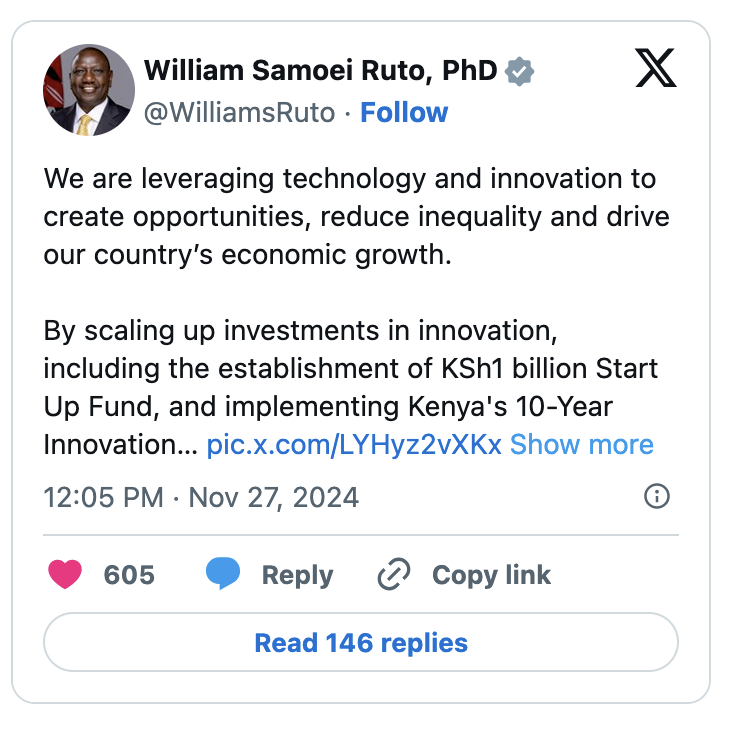 William Samoei Ruto, PhD
@WilliamsRuto · Follow
We are leveraging technology and innovation to
create opportunities, reduce inequality and drive
our country’s economic growth.
By scaling up investments in innovation,
including the establishment of KSh1 billion Start
Up Fund, and implementing Kenya's 10-Year
Innovation... pic.x.com/LYHyz2vXKx Show more
12:05 PM · Nov 27, 2024
605 Reply Copy link
Read 146 replies